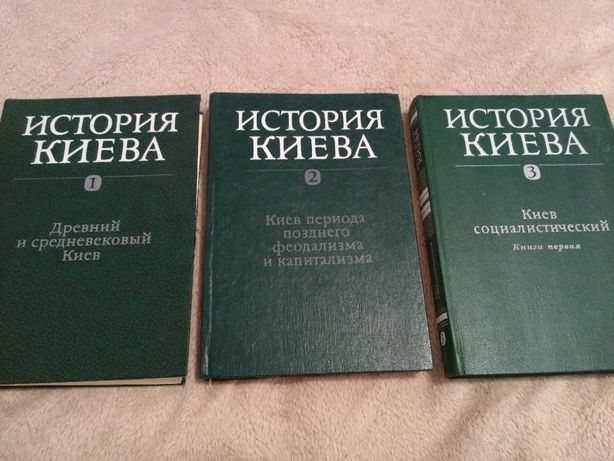 ИСТОРИЯ
КИЕВА
1
Древний
и средневековый
Киев
ИСТОРИЯ
КИЕВА
2
Киев периода
позднего
феодализма
и капитализма
ИСТОРИЯ
КИЕВА
3
Киев
социалистический
Книга первая